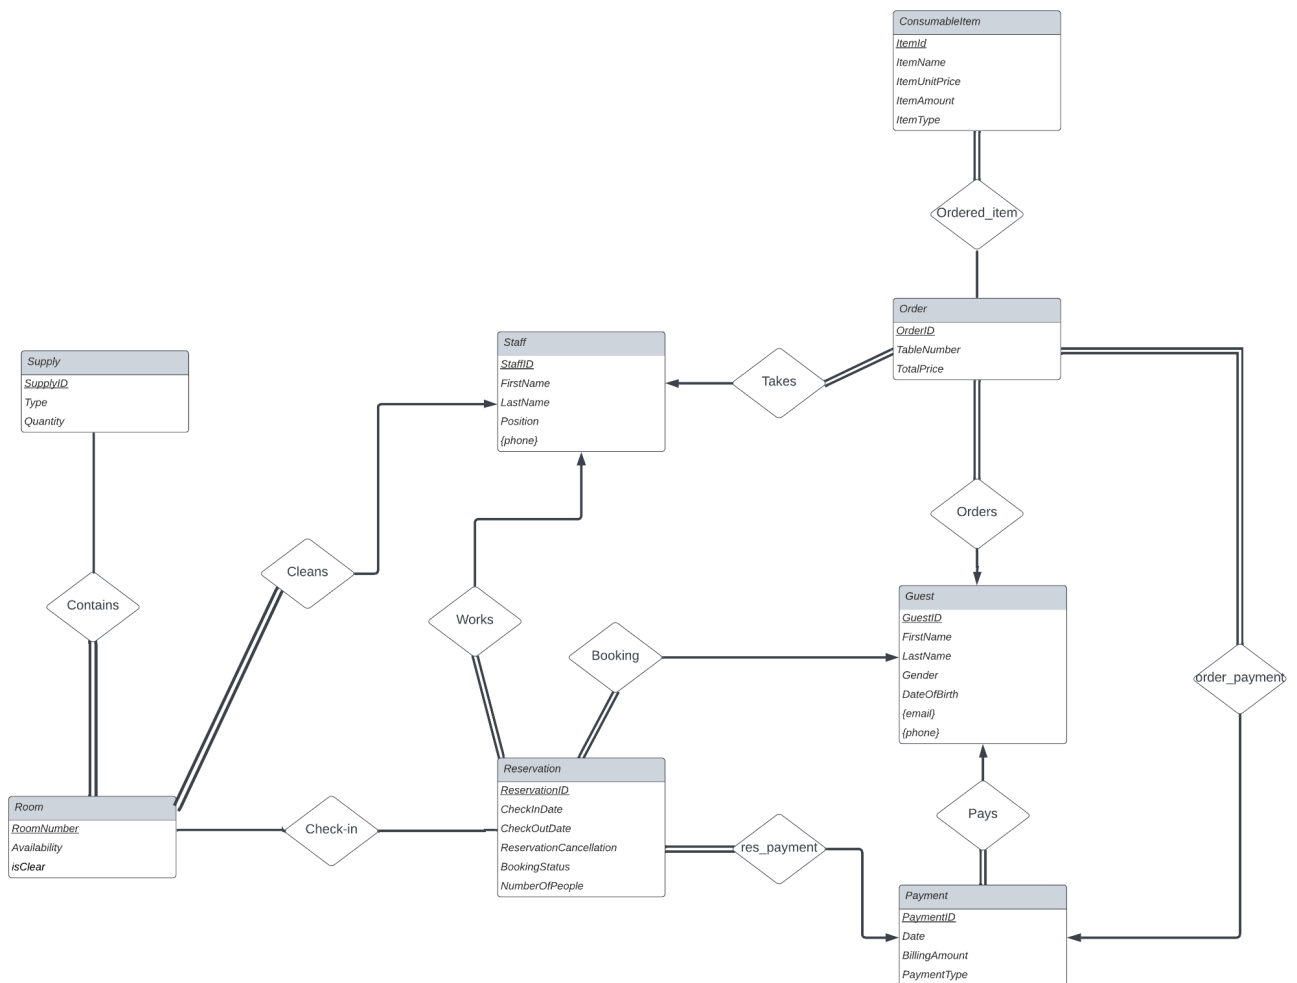 ConsumableItem
ItemId
ItemName
ItemUnitPrice
ItemAmount
ItemType
Ordered_item
Order
OrderID
TableNumber
TotalPrice
Staff
StaffID
FirstName
LastName
Position
{phone}
Takes
Supply
SupplyID
Type
Quantity
Orders
Cleans
Contains
Works
Booking
Guest
GuestID
FirstName
LastName
Gender
DateOfBirth
{email}
{phone}
order_payment
Reservation
ReservationID
CheckInDate
CheckOutDate
ReservationCancellation
BookingStatus
NumberOfPeople
Room
RoomNumber
Availability
isClear
Check-in
Pays
res_payment
Payment
PaymentID
Date
BillingAmount
PaymentType